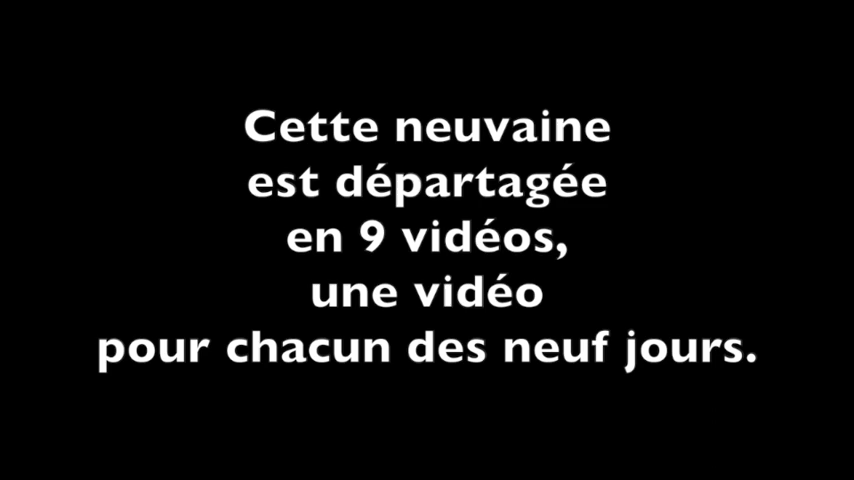 Cette neuvaine
est départagée
en 9 vidéos,
une vidéo
pour chacun des neuf jours.